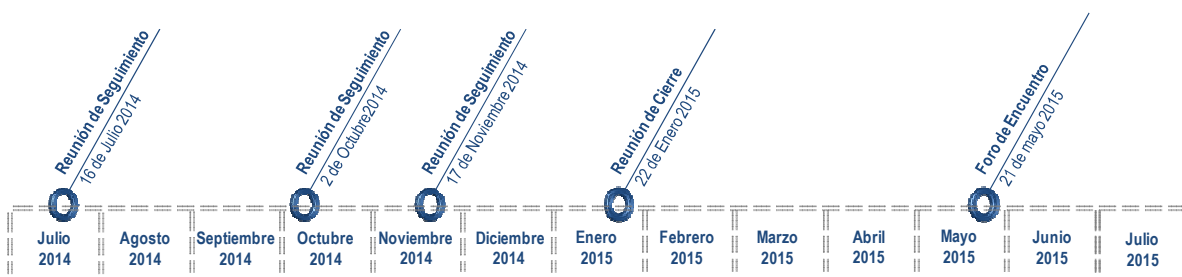 Reunión de Seguimiento
16 de Julio 2014
Reunión de Seguimiento
2 de Octubre2014
Reunión de Seguimiento
17 de Noviembre 2014
Reunión de Cierre
22 de Enero 2015
Foro de Encuentro
21 de mayo 2015
Julio
2014
Agosto
2014
Septiembre
2014
Octubre
2014
Noviembre
2014
Diciembre
2014
Enero
2015
Febrero
2015
Marzo
2015
Abril
2015
Mayo
2015
Junio
2015
Julio
2015